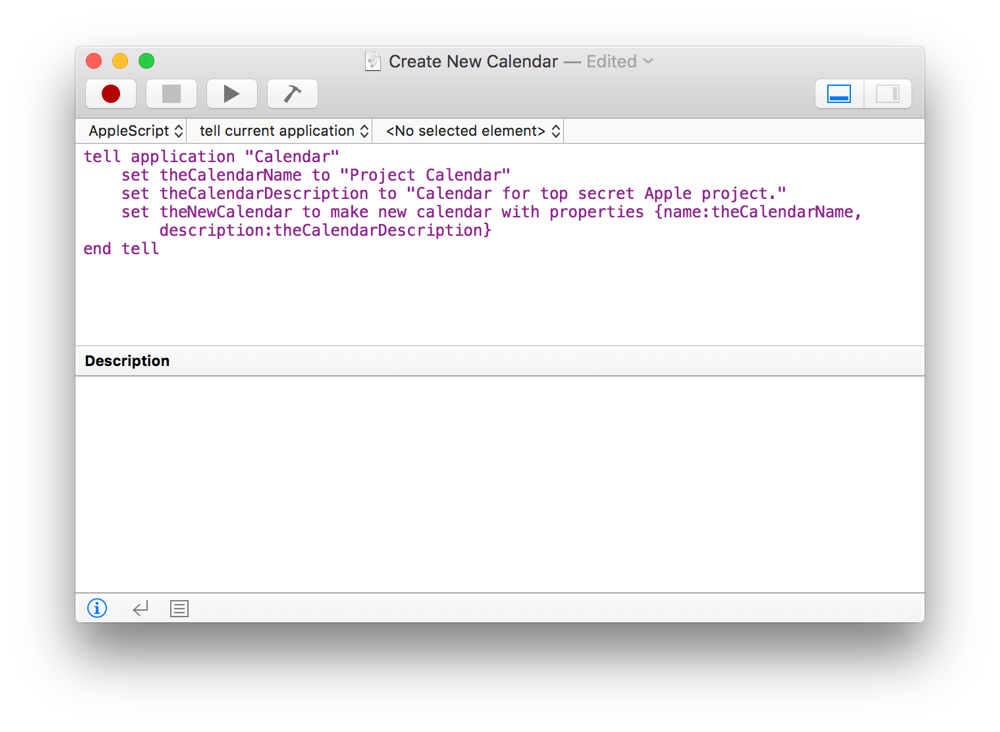 Create New Calendar — Edited
AppleScript tell current application <No selected element>
tell application "Calendar"
    set theCalendarName to "Project Calendar"
    set theCalendarDescription to "Calendar for top secret Apple project."
    set theNewCalendar to make new calendar with properties {name:theCalendarName,
        description:theCalendarDescription}
end tell
Description